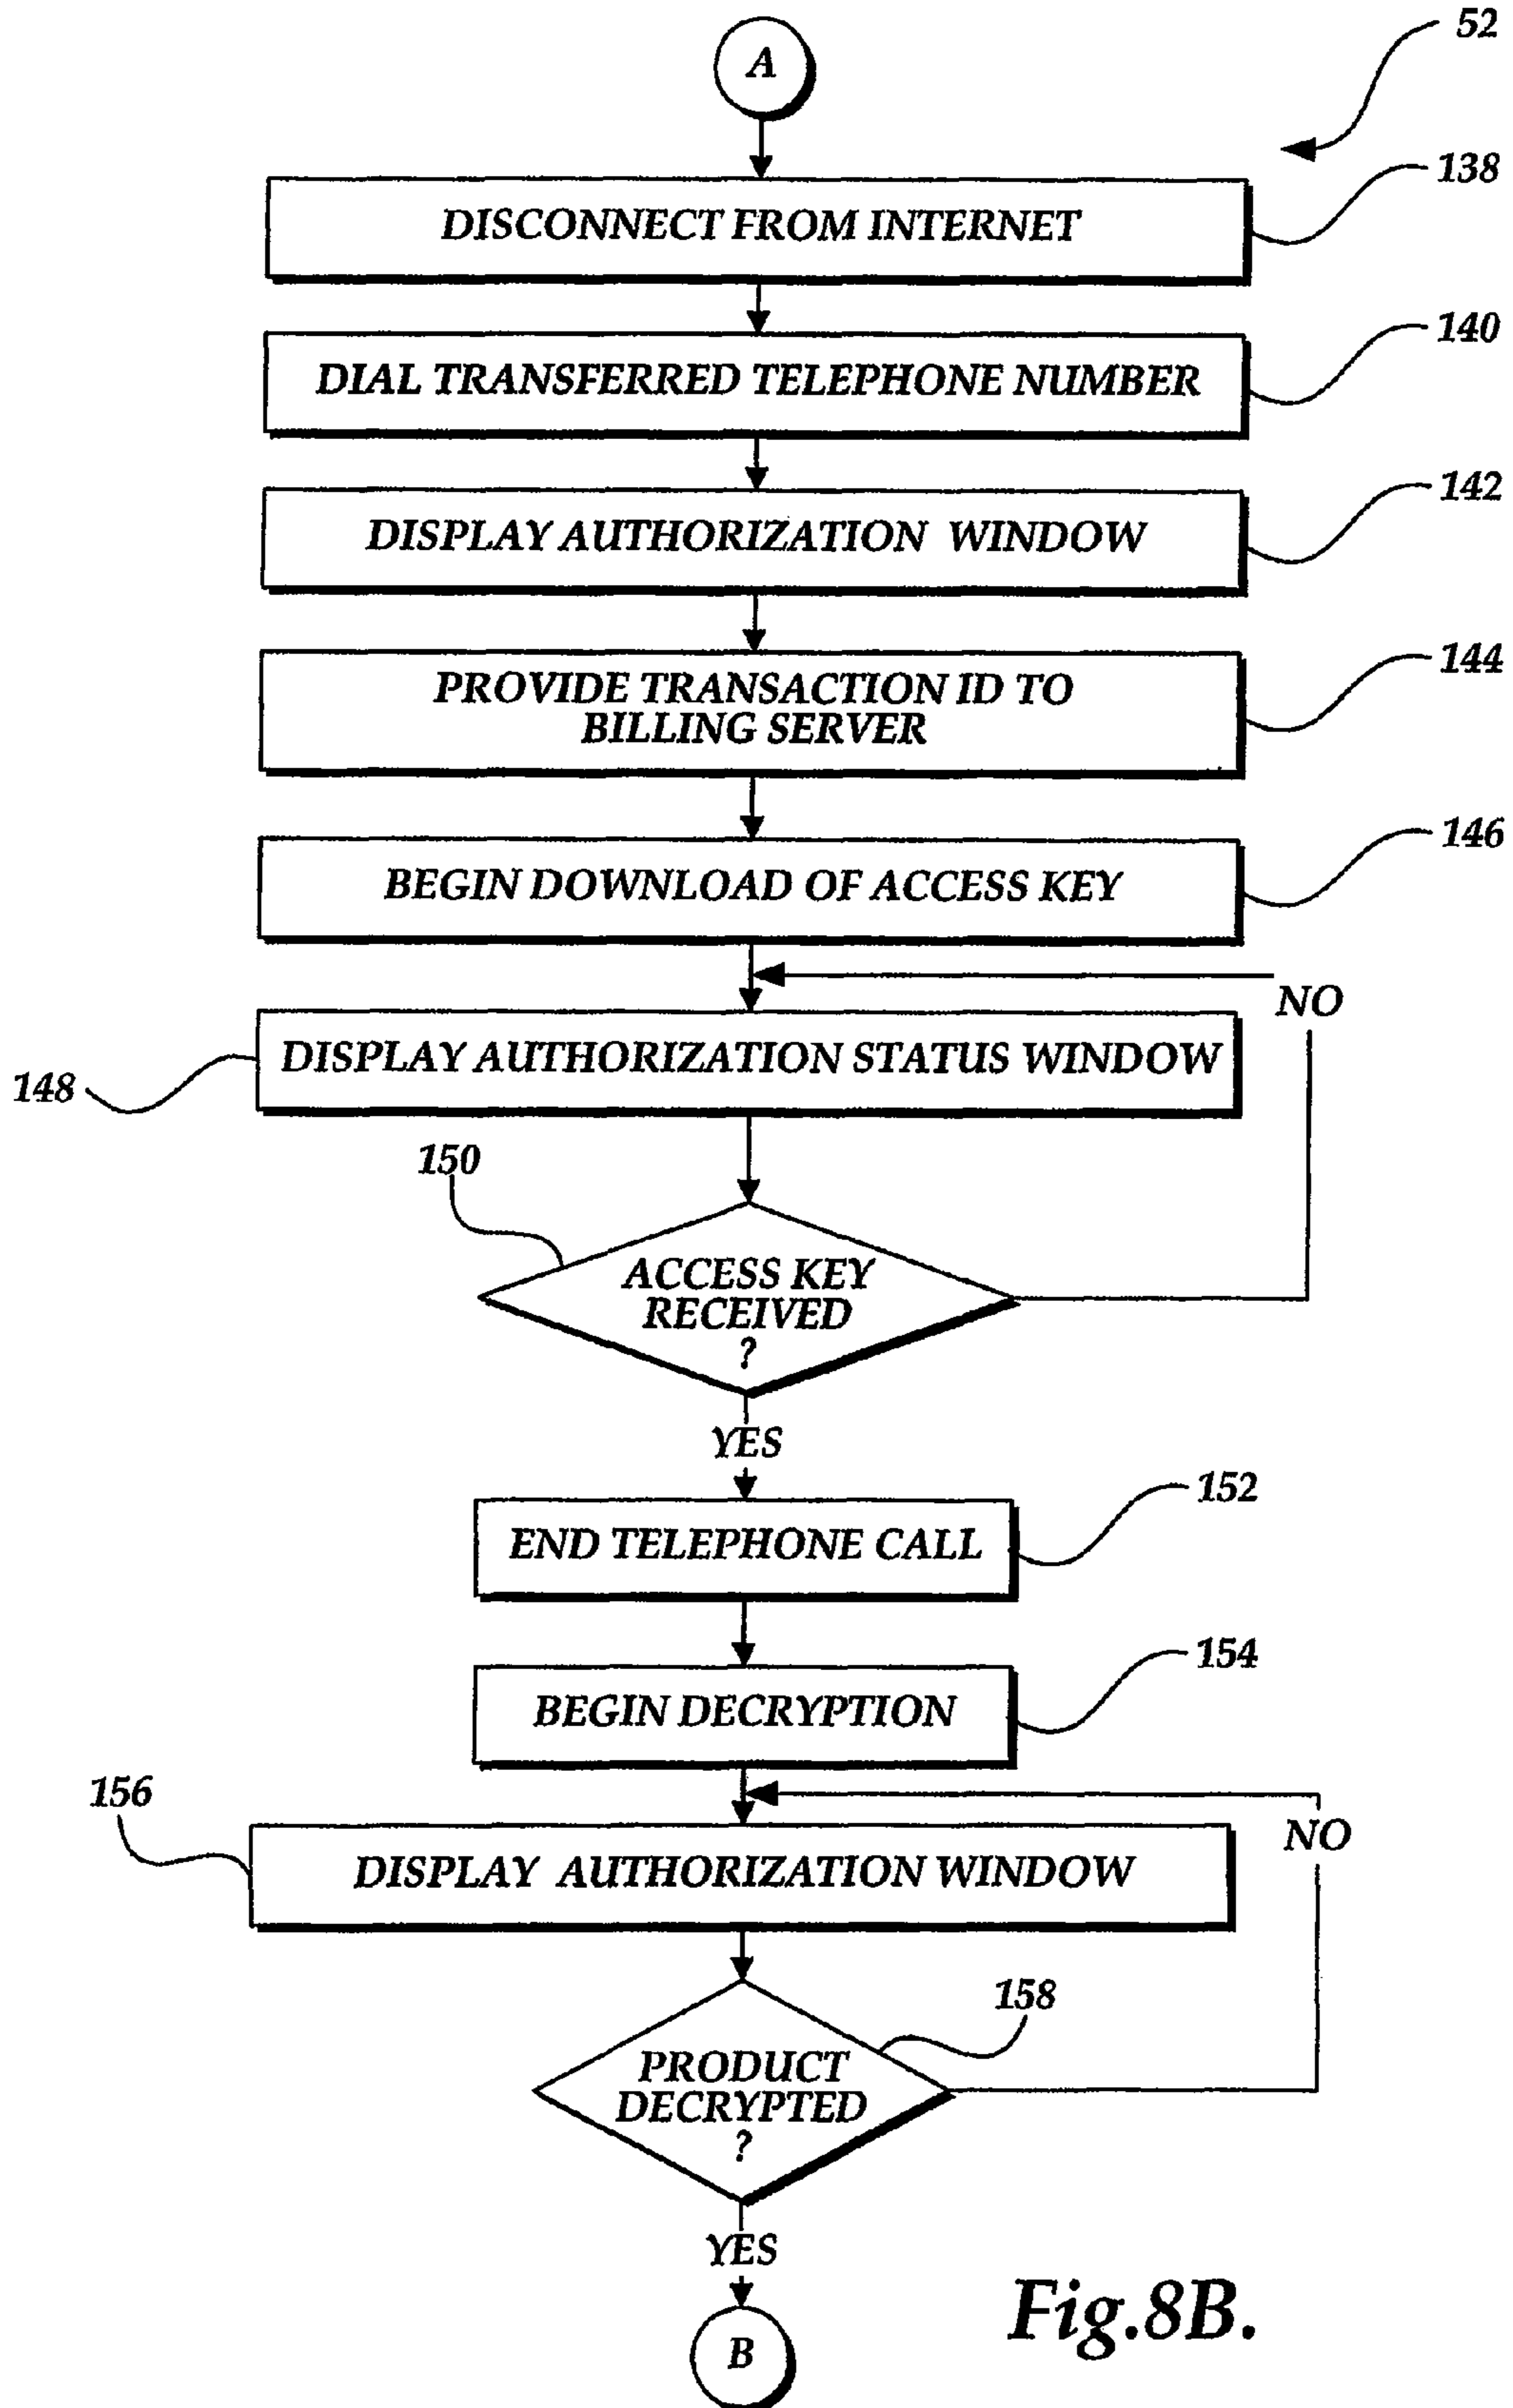 A
52
138
DISCONNECT FROM INTERNET
140
DIAL TRANSFERRED TELEPHONE NUMBER
142
DISPLAY AUTHORIZATION WINDOW
144
PROVIDE TRANSACTION ID TO
BILLING SERVER
146
BEGIN DOWNLOAD OF ACCESS KEY
NO
DISPLAY AUTHORIZATION STATUS WINDOW
148
150
ACCESS KEY
RECEIVED
?
YES
152
END TELEPHONE CALL
154
BEGIN DECRYPTION
156
NO
DISPLAY AUTHORIZATION WINDOW
158
PRODUCT
DECRYPTED
?
YES
B
Fig.8B.